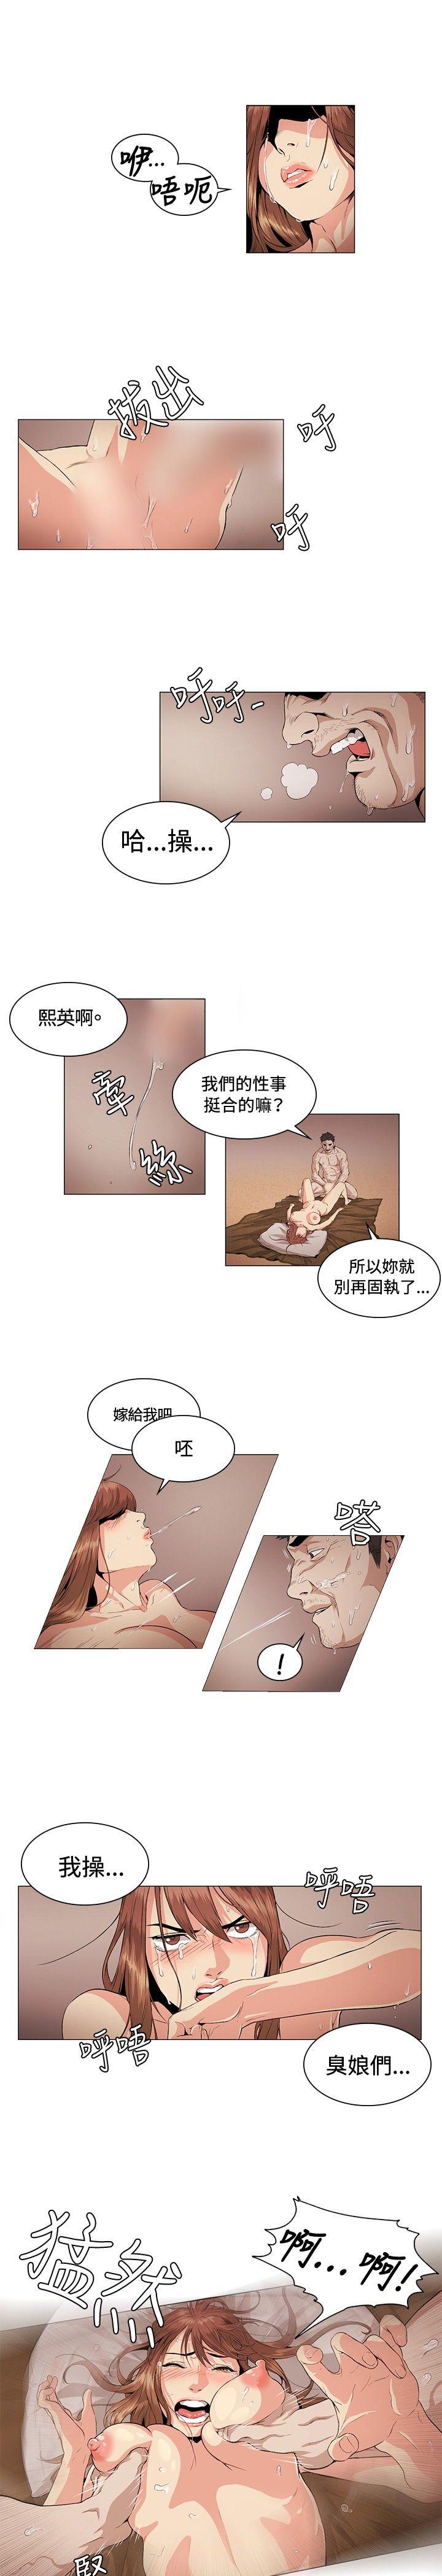 咿...
唔呃
拔出
吁
吁
吁吁-
哈...操...
熙英啊。
牽
絲
我們的性事
挺合的嘛?
所以妳就
別再固執了...
嫁給我吧
呸
嗒
!
我操...
呼唔
呼唔
臭娘們...
猛然
啊...啊!